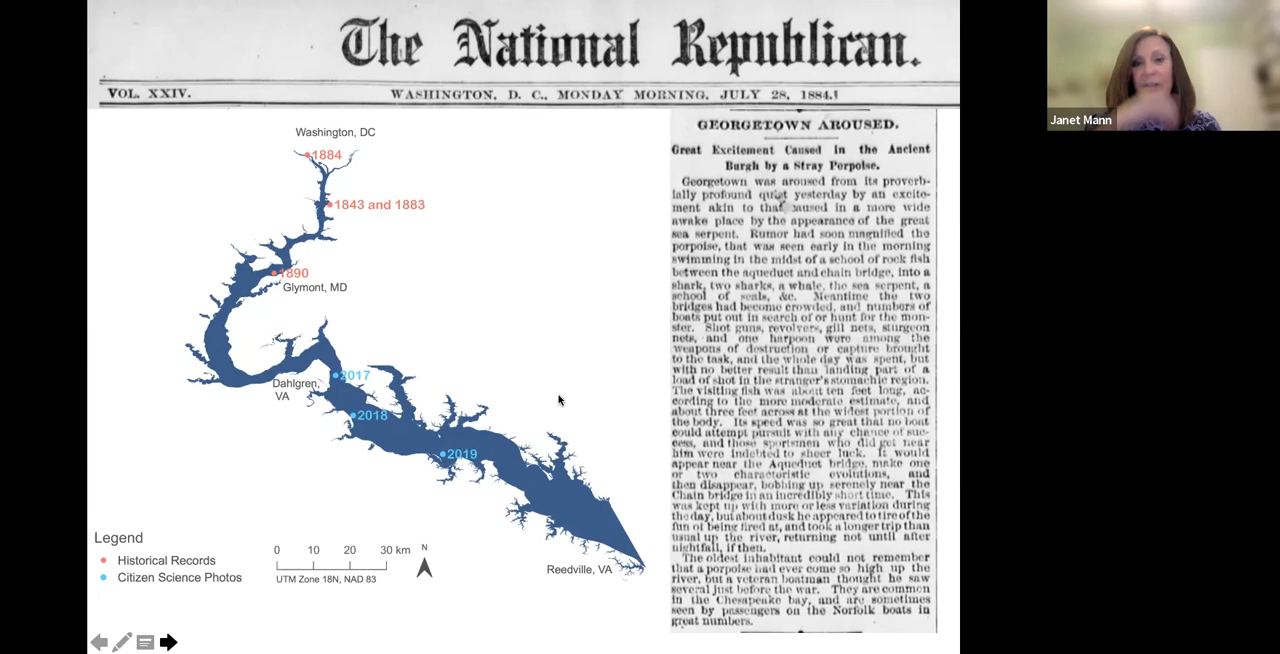 The National Republican.
VOL. XXIV.
WASHINGTON, D. C., MONDAY MORNING, JULY 28, 1884.
Janet Mann
Washington, DC
1884
1843 and 1883
1890
Glymont, MD
2017
Dahlgren,
VA
2018
2019
Legend
Historical Records
Citizen Science Photos
0 10 20 30 km
N
UTM Zone 18N, NAD 83
Reedville, VA
GEORGETOWN AROUSED.
Great Excitement Caused in the Ancient
Burgh by a Stray Porpoise.
Georgetown was aroused from its proverb-
ially profound quiet yesterday by an excite-
ment akin to that caused in a more wide
awake place by the appearance of the great
sea serpent. Rumor had soon magnified the
porpoise, that was seen early in the morning
swimming in the midst of a school of rock fish
between the aqueduct and chain bridge, into a
shark, two sharks, a whale, the sea serpent, a
school of seals, &c. Meantime the two
bridges had become crowded, and numbers of
boats put out in search of or hunt for the mon-
ster. Shot guns, revolvers, gill nets, sturgeon
nets, and one harpoon were among the
weapons of destruction or capture brought
to the task, and the whole day was spent, but
with no better result than landing part of a
load of shot in the stranger's stomachic region.
The visiting fish was about ten feet long, ac-
cording to the more moderate estimate, and
about three feet across at the widest portion of
the body. Its speed was so great that no boat
could attempt pursuit with any chance of suc-
cess, and those sportsmen who did get near
him were indebted to sheer luck. It would
appear near the Aqueduct bridge, make one
or two characteristic evolutions, and
then disappear, bobbing up serenely near the
Chain bridge in an incredibly short time. This
was kept up with more or less variation during
the day, but about dusk he appeared to tire of the
fun of being fired at, and took a longer trip than
usual up the river, returning not until after
nightfall, if then.
The oldest inhabitant could not remember
that a porpoise had ever come so high up the
river, but a veteran boatman thought he saw
several just before the war. They are common
in the Chesapeake bay, and are sometimes
seen by passengers on the Norfolk boats in
great numbers.